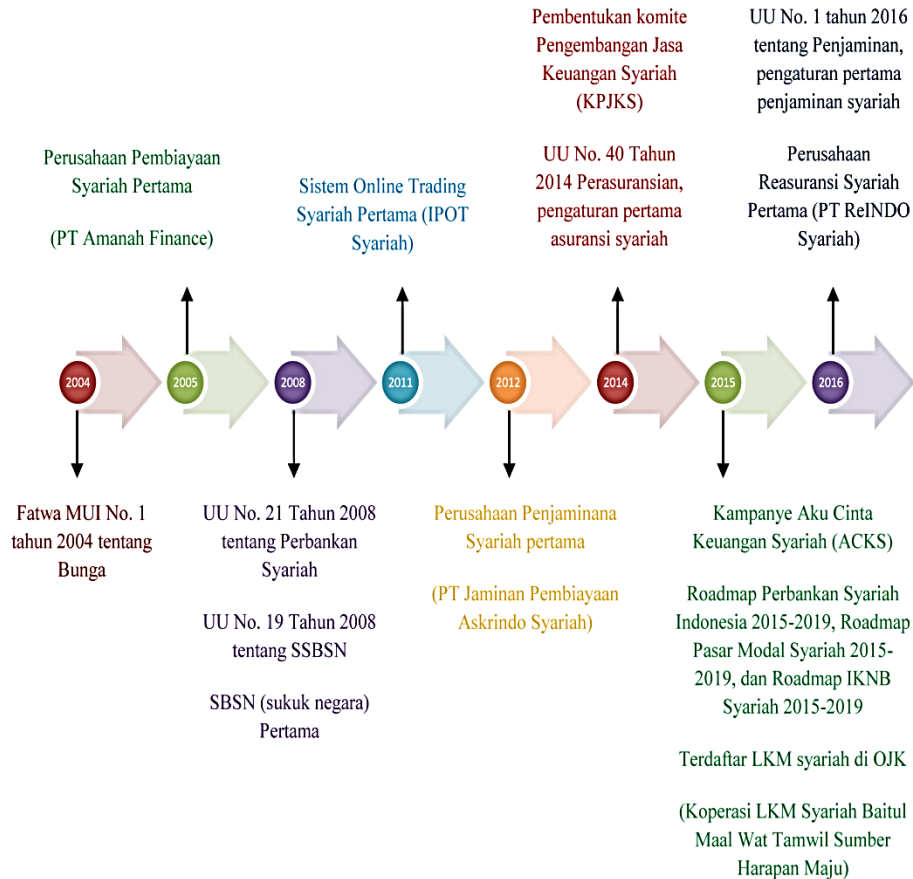 Pembentukan komite
Pengembangan Jasa
Keuangan Syariah
(KPJKS)
UU No. 40 Tahun
2014 Perasuransian,
pengaturan pertama
asuransi syariah
UU No. 1 tahun 2016
tentang Penjaminan,
pengaturan pertama
penjaminan syariah
Perusahaan
Reasuransi Syariah
Pertama (PT ReINDO
Syariah)
Perusahaan Pembiayaan
Syariah Pertama
(PT Amanah Finance)
Sistem Online Trading
Syariah Pertama (IPOT
Syariah)
2004
2005
2008
2011
2012
2014
2015
2016
Fatwa MUI No. 1
tahun 2004 tentang
Bunga
UU No. 21 Tahun 2008
tentang Perbankan
Syariah
UU No. 19 Tahun 2008
tentang SSBSN
SBSN (sukuk negara)
Pertama
Perusahaan Penjaminana
Syariah pertama
(PT Jaminan Pembiayaan
Askrindo Syariah)
Kampanye Aku Cinta
Keuangan Syariah (ACKS)
Roadmap Perbankan Syariah
Indonesia 2015-2019, Roadmap
Pasar Modal Syariah 2015-
2019, dan Roadmap IKNB
Syariah 2015-2019
Terdaftar LKM syariah di OJK
(Koperasi LKM Syariah Baitul
Maal Wat Tamwil Sumber
Harapan Maju)